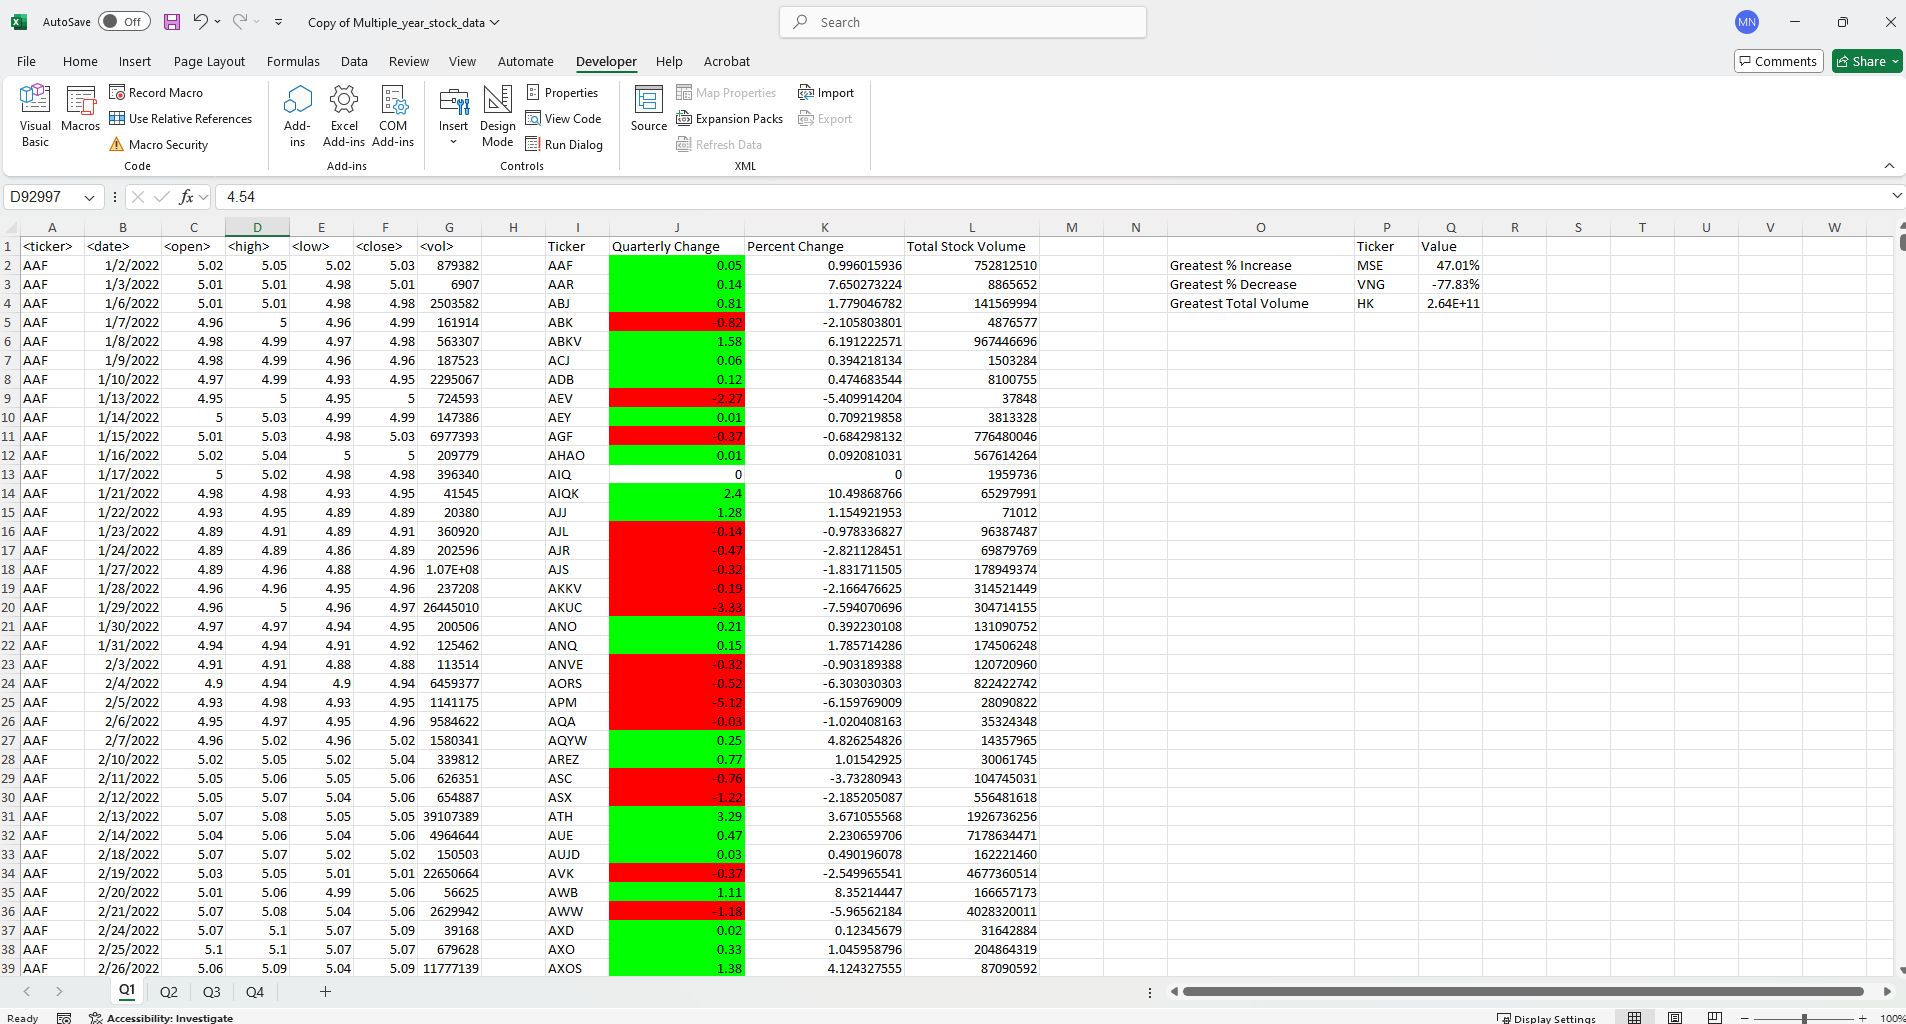 AutoSave Off Copy of Multiple_year_stock_data Search MN
File Home Insert Page Layout Formulas Data Review View Automate Developer Help Acrobat Comments Share
Visual Basic
Macros
Record Macro
Use Relative References
Macro Security
Code
Add-ins
Excel Add-ins
COM Add-ins
Add-ins
Insert
Design Mode
Properties
View Code
Run Dialog
Controls
Source
Map Properties
Expansion Packs
Refresh Data
Import
Export
XML
D92997 fx 4.54
A B C D E F G H I J K L M N O P Q R S T U V W
1 <ticker> <date> <open> <high> <low> <close> <vol> Ticker Quarterly Change Percent Change Total Stock Volume Ticker Value
2 AAF 1/2/2022 5.02 5.05 5.02 5.03 879382 AAF 0.05 0.996015936 752812510 Greatest % Increase MSE 47.01%
3 AAF 1/3/2022 5.01 5.01 4.98 5.01 6907 AAR 0.14 7.650273224 8865652 Greatest % Decrease VNG -77.83%
4 AAF 1/6/2022 5.01 5.01 4.98 4.98 2503582 ABJ 0.81 1.779046782 141569994 Greatest Total Volume HK 2.64E+11
5 AAF 1/7/2022 4.96 5 4.96 4.99 161914 ABK -0.82 -2.105803801 4876577
6 AAF 1/8/2022 4.98 4.99 4.97 4.98 563307 ABKV 1.58 6.191222571 967446696
7 AAF 1/9/2022 4.98 4.99 4.96 4.96 187523 ACJ 0.06 0.394218134 1503284
8 AAF 1/10/2022 4.97 4.99 4.93 4.95 2295067 ADB 0.12 0.474683544 8100755
9 AAF 1/13/2022 4.95 5 4.95 5 724593 AEV -2.27 -5.409914204 37848
10 AAF 1/14/2022 5 5.03 4.99 4.99 147386 AEY 0.01 0.709219858 3813328
11 AAF 1/15/2022 5.01 5.03 4.98 5.03 6977393 AGF -0.37 -0.684298132 776480046
12 AAF 1/16/2022 5.02 5.04 5 5 209779 AHAO 0.01 0.092081031 567614264
13 AAF 1/17/2022 5 5.02 4.98 4.98 396340 AIQ 0 0 1959736
14 AAF 1/21/2022 4.98 4.98 4.93 4.95 41545 AIQK 2.4 10.49868766 65297991
15 AAF 1/22/2022 4.93 4.95 4.89 4.89 20380 AJJ 1.28 1.154921953 71012
16 AAF 1/23/2022 4.89 4.91 4.89 4.91 360920 AJL -0.14 -0.978336827 96387487
17 AAF 1/24/2022 4.89 4.89 4.86 4.89 202596 AJR -0.47 -2.821128451 69879769
18 AAF 1/27/2022 4.89 4.96 4.88 4.96 1.07E+08 AJS -0.32 -1.831711505 178949374
19 AAF 1/28/2022 4.96 4.96 4.95 4.96 237208 AKKV -0.19 -2.166476625 314521449
20 AAF 1/29/2022 4.96 5 4.96 4.97 26445010 AKUC -3.33 -7.594070696 304714155
21 AAF 1/30/2022 4.97 4.97 4.94 4.95 200506 ANO 0.21 0.392230108 131090752
22 AAF 1/31/2022 4.94 4.94 4.91 4.92 125462 ANQ 0.15 1.785714286 174506248
23 AAF 2/3/2022 4.91 4.91 4.88 4.88 113514 ANVE -0.32 -0.903189388 120720960
24 AAF 2/4/2022 4.9 4.94 4.9 4.94 6459377 AORS -0.52 -6.303030303 822422742
25 AAF 2/5/2022 4.93 4.98 4.93 4.95 1141175 APM -5.12 -6.159769009 28090822
26 AAF 2/6/2022 4.95 4.97 4.95 4.96 9584622 AQA -0.03 -1.020408163 35324348
27 AAF 2/7/2022 4.96 5.02 4.96 5.02 1580341 AQYW 0.25 4.826254826 14357965
28 AAF 2/10/2022 5.02 5.05 5.02 5.04 339812 AREZ 0.77 1.01542925 30061745
29 AAF 2/11/2022 5.05 5.06 5.05 5.06 626351 ASC -0.76 -3.73280943 104745031
30 AAF 2/12/2022 5.05 5.07 5.04 5.06 654887 ASX -1.22 -2.185205087 556481618
31 AAF 2/13/2022 5.07 5.08 5.05 5.05 39107389 ATH 3.29 3.671055568 1926736256
32 AAF 2/14/2022 5.04 5.06 5.04 5.06 4964644 AUE 0.47 2.230659706 7178634471
33 AAF 2/18/2022 5.07 5.07 5.02 5.02 150503 AUJD 0.03 0.490196078 162221460
34 AAF 2/19/2022 5.03 5.05 5.01 5.01 22650664 AVK -0.37 -2.549965541 4677360514
35 AAF 2/20/2022 5.01 5.06 4.99 5.06 56625 AWB 1.11 8.35214447 166657173
36 AAF 2/21/2022 5.07 5.08 5.04 5.06 2629942 AWW -1.18 -5.96562184 4028320011
37 AAF 2/24/2022 5.07 5.1 5.07 5.09 39168 AXD 0.02 0.12345679 31642884
38 AAF 2/25/2022 5.1 5.1 5.07 5.07 679628 AXO 0.33 1.045958796 204864319
39 AAF 2/26/2022 5.06 5.09 5.04 5.09 11777139 AXOS 1.38 4.124327555 87090592
Q1 Q2 Q3 Q4
Ready Accessibility: Investigate Display Settings 100%